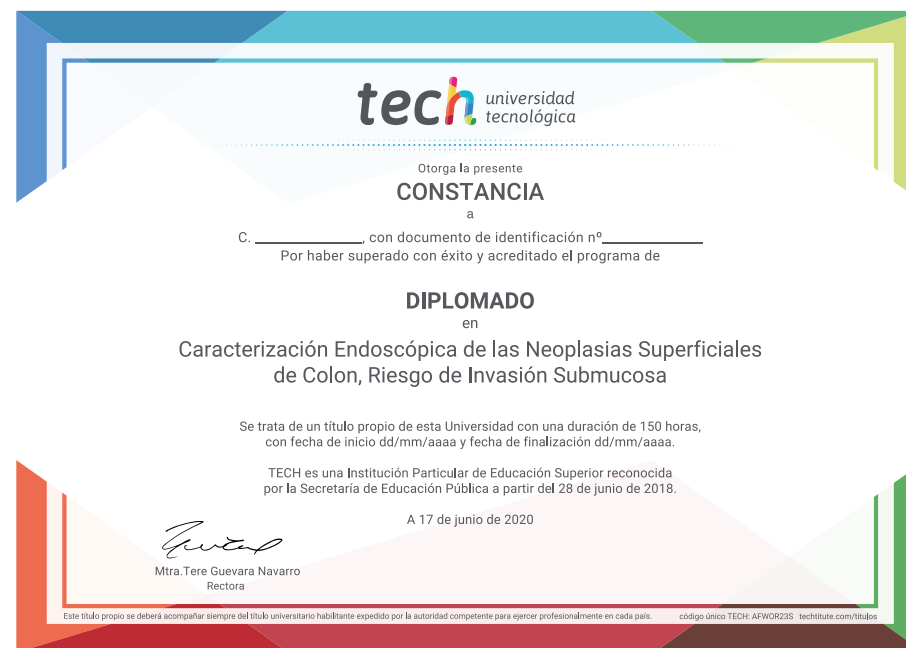 tech universidad
tecnológica
Otorga la presente
CONSTANCIA
a
C. ____________, con documento de identificación nº____________
Por haber superado con éxito y acreditado el programa de
DIPLOMADO
en
Caracterización Endoscópica de las Neoplasias Superficiales
de Colon, Riesgo de Invasión Submucosa
Se trata de un título propio de esta Universidad con una duración de 150 horas,
con fecha de inicio dd/mm/aaaa y fecha de finalización dd/mm/aaaa.
TECH es una Institución Particular de Educación Superior reconocida
por la Secretaría de Educación Pública a partir del 28 de junio de 2018.
A 17 de junio de 2020
Mtra.Tere Guevara Navarro
Rectora
Este título propio se deberá acompañar siempre del título universitario habilitante expedido por la autoridad competente para ejercer profesionalmente en cada país. código único TECH: AFWOR23S techtitute.com/titulos